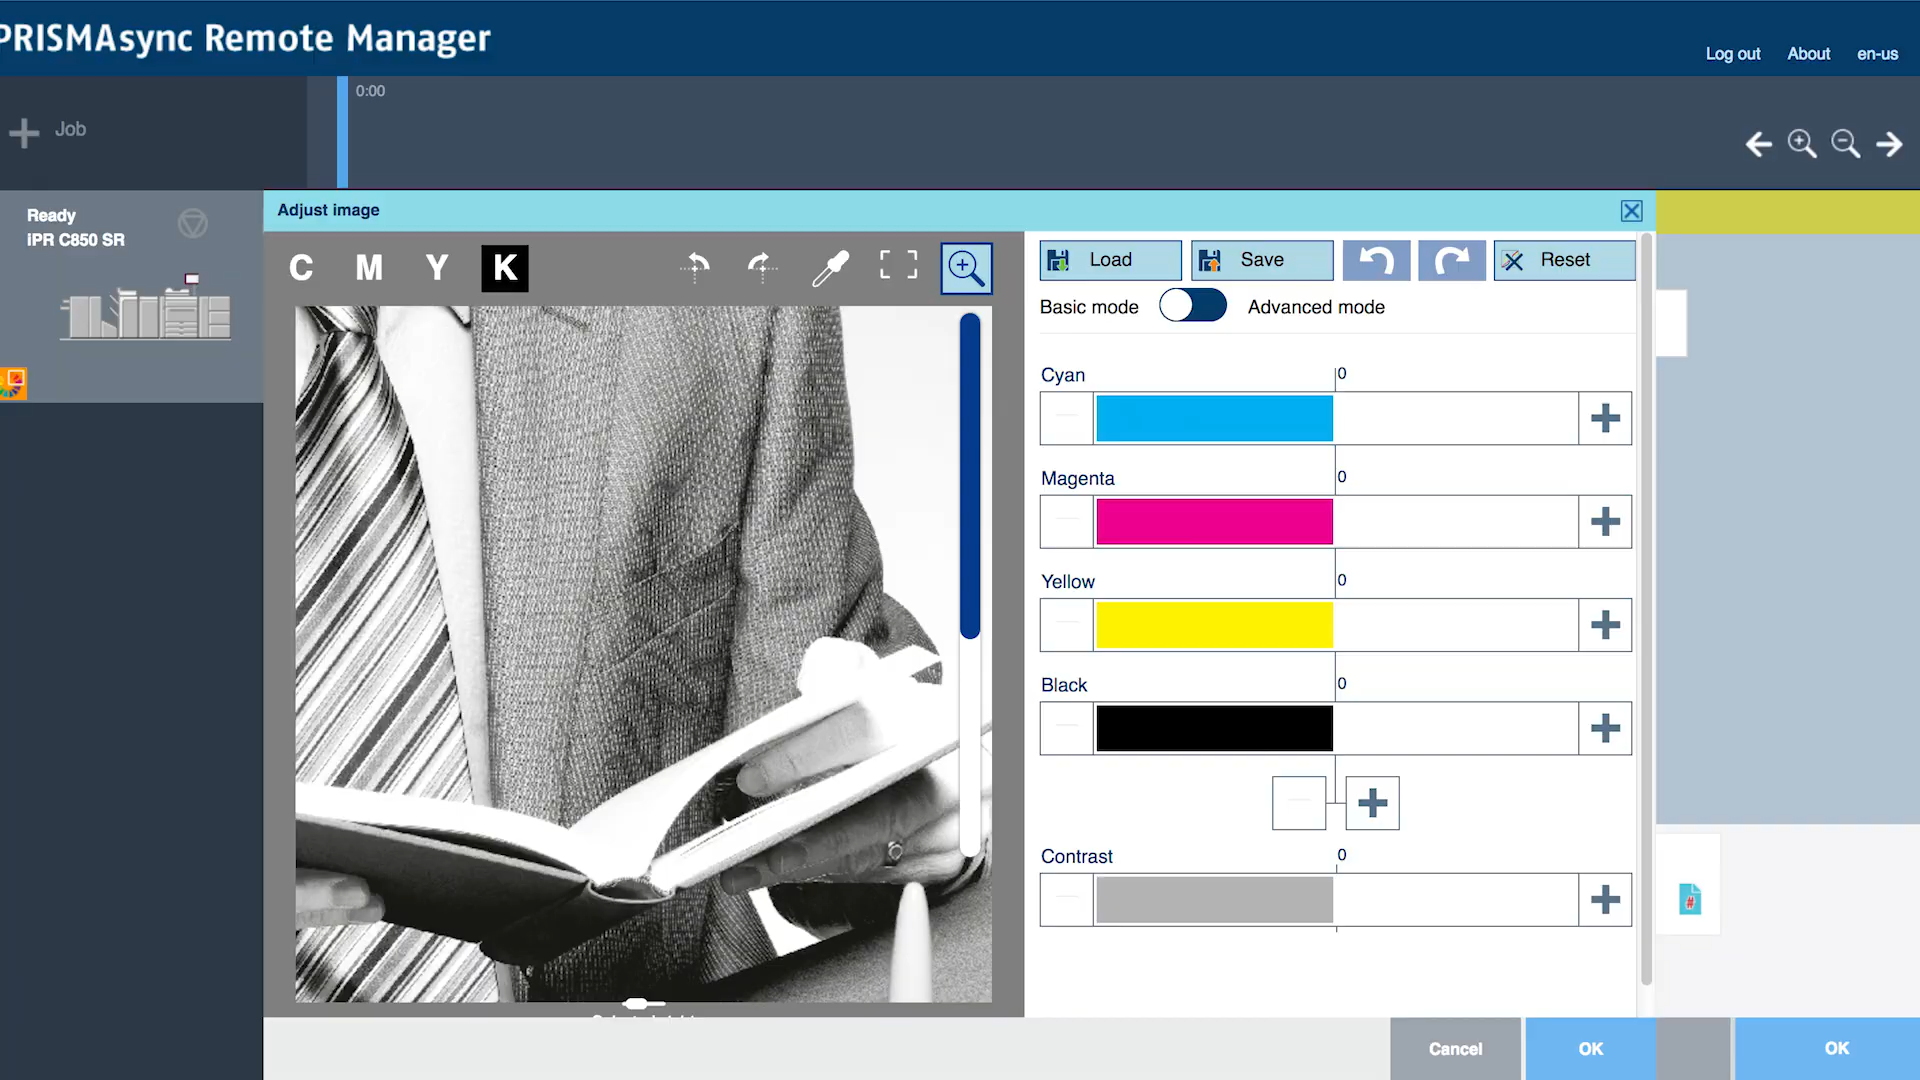 PRISMAsync Remote Manager
Log out About en-us
0:00
Job
Ready
iPR C850 SR
Adjust image
C M Y K
Load Save Reset
Basic mode Advanced mode
Cyan 0
Magenta 0
Yellow 0
Black 0
Contrast 0
#
Cancel OK OK